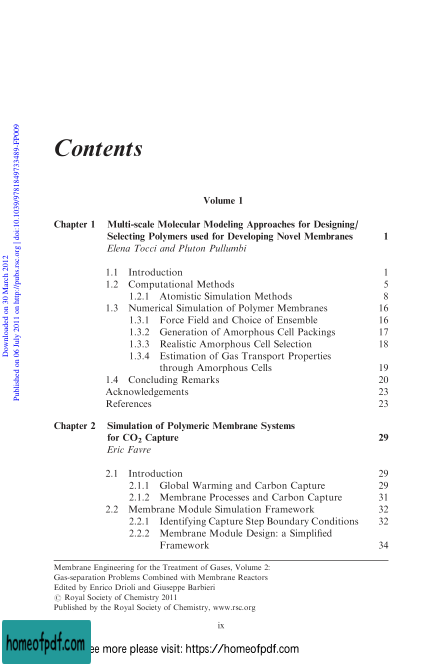 Contents
Volume 1
Chapter 1 Multi-scale Molecular Modeling Approaches for Designing/
Selecting Polymers used for Developing Novel Membranes 1
Elena Tocci and Pluton Pullumbi
1.1 Introduction 1
1.2 Computational Methods 5
1.2.1 Atomistic Simulation Methods 8
1.3 Numerical Simulation of Polymer Membranes 16
1.3.1 Force Field and Choice of Ensemble 16
1.3.2 Generation of Amorphous Cell Packings 17
1.3.3 Realistic Amorphous Cell Selection 18
1.3.4 Estimation of Gas Transport Properties
through Amorphous Cells 19
1.4 Concluding Remarks 20
Acknowledgements 23
References 23
Chapter 2 Simulation of Polymeric Membrane Systems
for CO₂ Capture 29
Eric Favre
2.1 Introduction 29
2.1.1 Global Warming and Carbon Capture 29
2.1.2 Membrane Processes and Carbon Capture 31
2.2 Membrane Module Simulation Framework 32
2.2.1 Identifying Capture Step Boundary Conditions 32
2.2.2 Membrane Module Design: a Simplified
Framework 34
Membrane Engineering for the Treatment of Gases, Volume 2:
Gas-separation Problems Combined with Membrane Reactors
Edited by Enrico Drioli and Giuseppe Barbieri
© Royal Society of Chemistry 2011
Published by the Royal Society of Chemistry, www.rsc.org
ix
Downloaded on 30 March 2012
Published on 06 July 2011 on http://pubs.rsc.org | doi:10.1039/9781849733489-FP009
homeofpdf.com
ee more please visit: https://homeofpdf.com